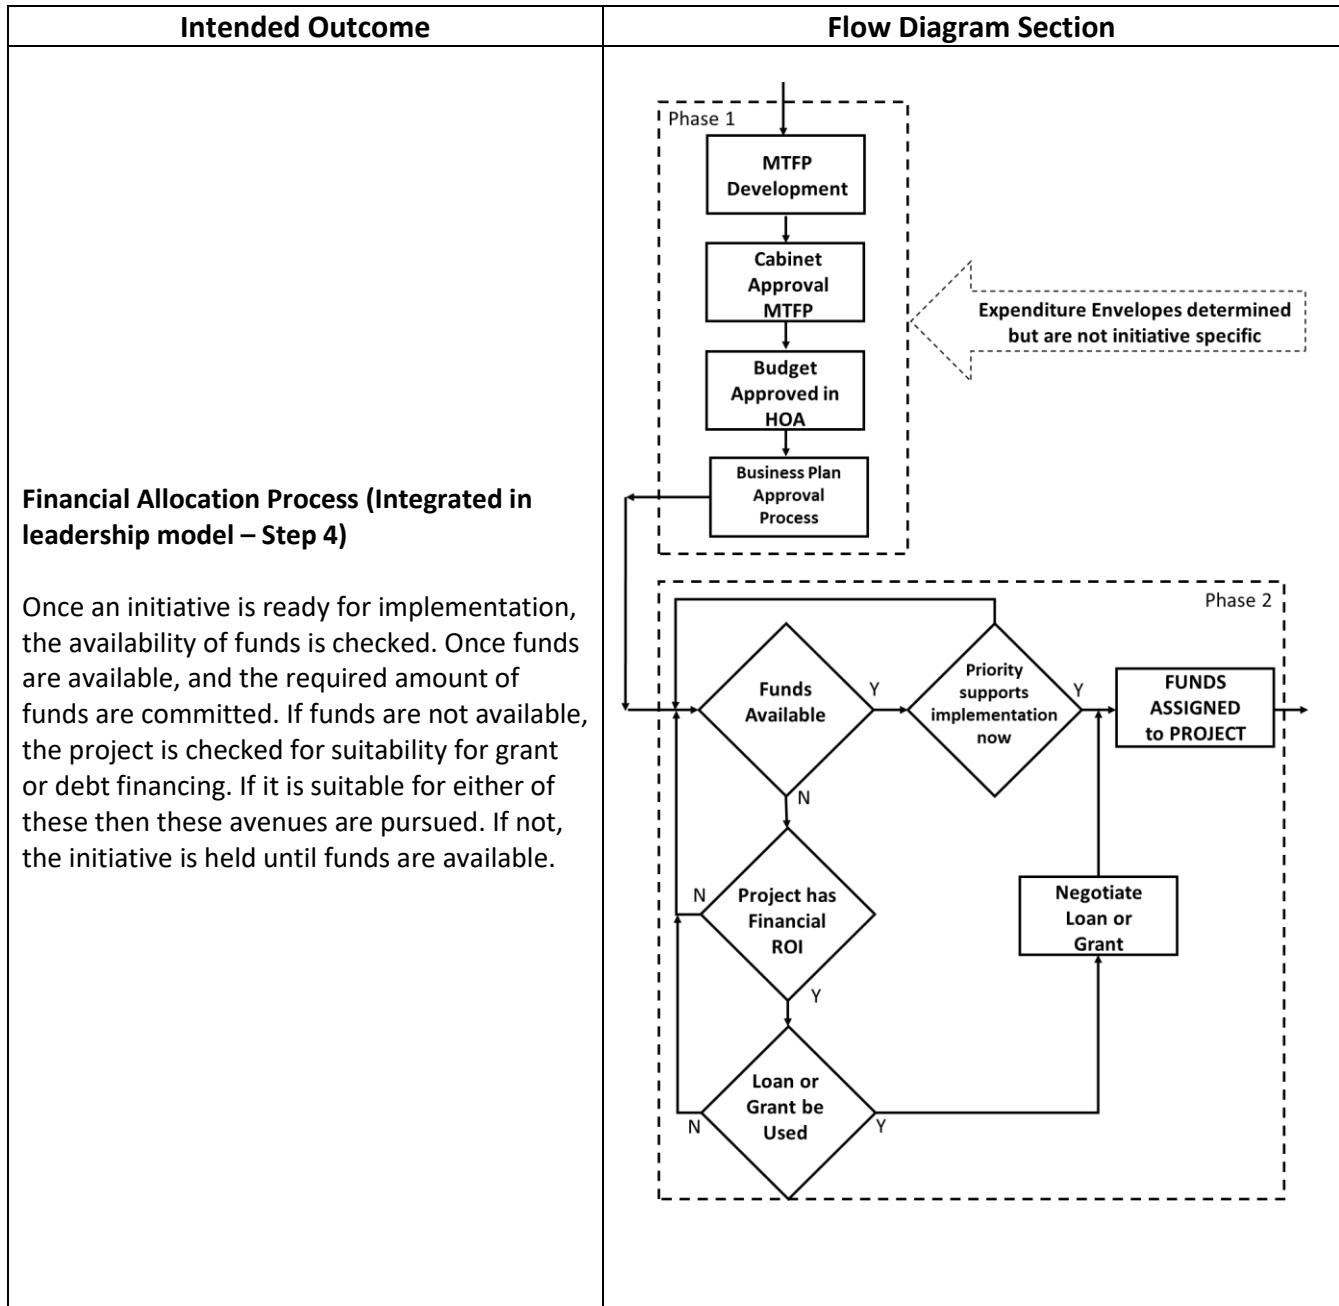 Intended Outcome
Flow Diagram Section
Financial Allocation Process (Integrated in
leadership model – Step 4)
Once an initiative is ready for implementation,
the availability of funds is checked. Once funds
are available, and the required amount of
funds are committed. If funds are not available,
the project is checked for suitability for grant
or debt financing. If it is suitable for either of
these then these avenues are pursued. If not,
the initiative is held until funds are available.
Phase 1
MTFP
Development
Cabinet
Approval
MTFP
Budget
Approved in
HOA
Business Plan
Approval
Process
Expenditure Envelopes determined
but are not initiative specific
Phase 2
Funds
Available
Y
N
Priority
supports
implementation
now
Y
FUNDS
ASSIGNED
to PROJECT
Project has
Financial
ROI
N
Y
Negotiate
Loan or
Grant
Loan or
Grant be
Used
N
Y